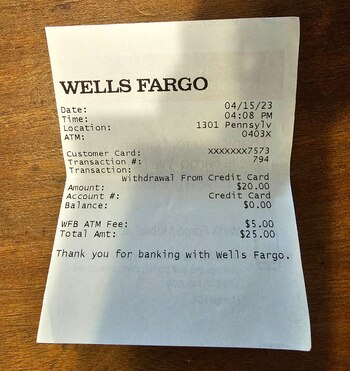 WELLS FARGO
Date: 04/15/23
Time: 04:08 PM
Location: 1301 Pennsylv
ATM: 0403X
Customer Card: XXXXXXX7573
Transaction #: 794
Transaction:
Withdrawal From Credit Card
Amount: $20.00
Account #: Credit Card
Balance: $0.00
WFB ATM Fee: $5.00
Total Amt: $25.00
Thank you for banking with Wells Fargo.